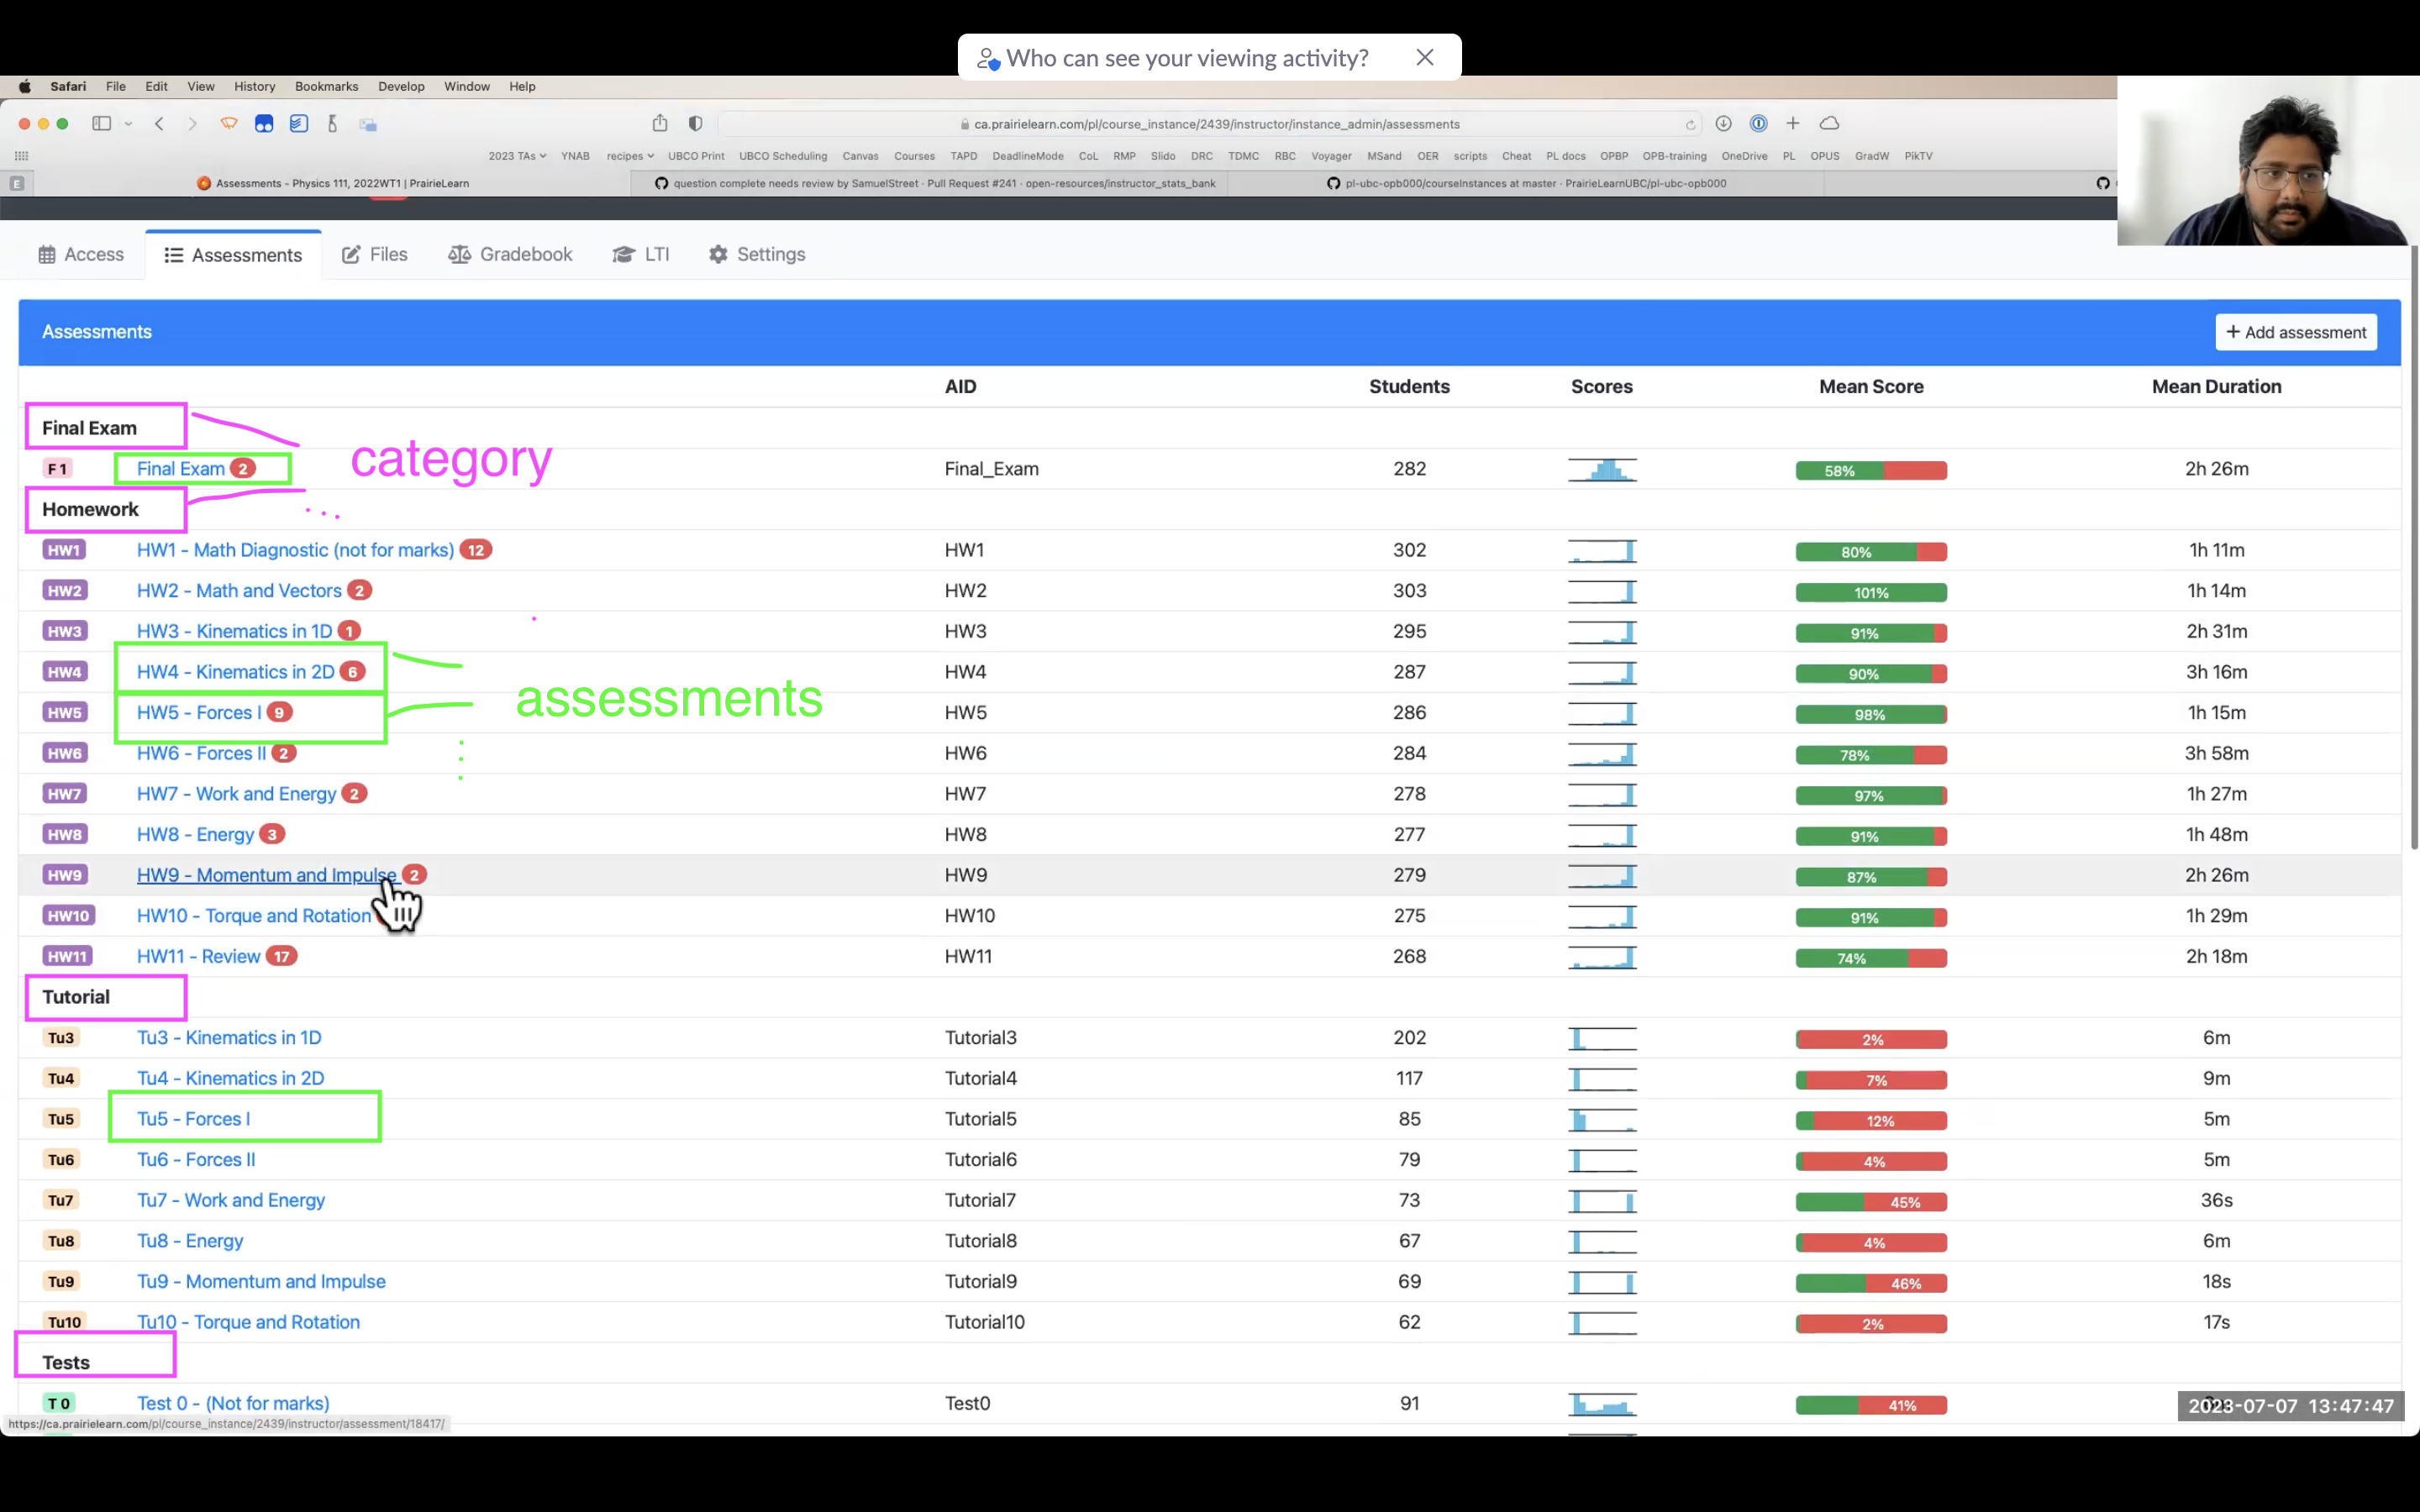 Who can see your viewing activity?
Safari File Edit View History Bookmarks Develop Window Help
ca.prairielearn.com/pl/course_instance/2439/instructor/instance_admin/assessments
2023 TAs YNAB recipes UBCO Print UBCO Scheduling Canvas Courses TAPD DeadlineMode CoL RMP Slido DRC TDMC RBC Voyager MSand OER scripts Cheat PL docs OPBP OPB-training OneDrive PL OPUS GradW PikTV
E Assessments - Physics 111, 2022WT1 | PrairieLearn question complete needs review by SamuelStreet · Pull Request #241 · open-resources/instructor_stats_bank pl-ubc-opb000/courseInstances at master · PrairieLearnUBC/pl-ubc-opb000
Access Assessments Files Gradebook LTI Settings
Assessments + Add assessment
AID Students Scores Mean Score Mean Duration
Final Exam
category
F 1 Final Exam 2 Final_Exam 282 58% 2h 26m
Homework
HW1 HW1 - Math Diagnostic (not for marks) 12 HW1 302 80% 1h 11m
HW2 HW2 - Math and Vectors 2 HW2 303 101% 1h 14m
HW3 HW3 - Kinematics in 1D 1 HW3 295 91% 2h 31m
HW4 HW4 - Kinematics in 2D 6 HW4 287 90% 3h 16m
assessments
HW5 HW5 - Forces I 9 HW5 286 98% 1h 15m
HW6 HW6 - Forces II 2 HW6 284 78% 3h 58m
HW7 HW7 - Work and Energy 2 HW7 278 97% 1h 27m
HW8 HW8 - Energy 3 HW8 277 91% 1h 48m
HW9 HW9 - Momentum and Impulse 2 HW9 279 87% 2h 26m
HW10 HW10 - Torque and Rotation HW10 275 91% 1h 29m
HW11 HW11 - Review 17 HW11 268 74% 2h 18m
Tutorial
Tu3 Tu3 - Kinematics in 1D Tutorial3 202 2% 6m
Tu4 Tu4 - Kinematics in 2D Tutorial4 117 7% 9m
Tu5 Tu5 - Forces I Tutorial5 85 12% 5m
Tu6 Tu6 - Forces II Tutorial6 79 4% 5m
Tu7 Tu7 - Work and Energy Tutorial7 73 45% 36s
Tu8 Tu8 - Energy Tutorial8 67 4% 6m
Tu9 Tu9 - Momentum and Impulse Tutorial9 69 46% 18s
Tu10 Tu10 - Torque and Rotation Tutorial10 62 2% 17s
Tests
T 0 Test 0 - (Not for marks) Test0 91 41%
2023-07-07 13:47:47
https://ca.prairielearn.com/pl/course_instance/2439/instructor/assessment/18417/